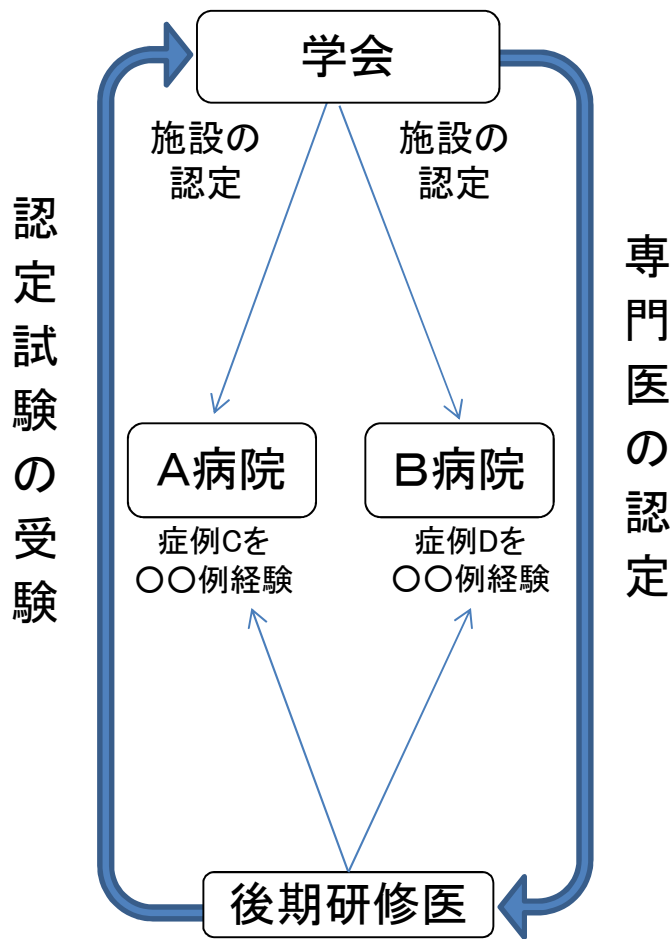 学会
施設の
認定
施設の
認定
認定試験の受験
専門医の認定
A病院
B病院
症例Cを
〇〇例経験
症例Dを
〇〇例経験
後期研修医